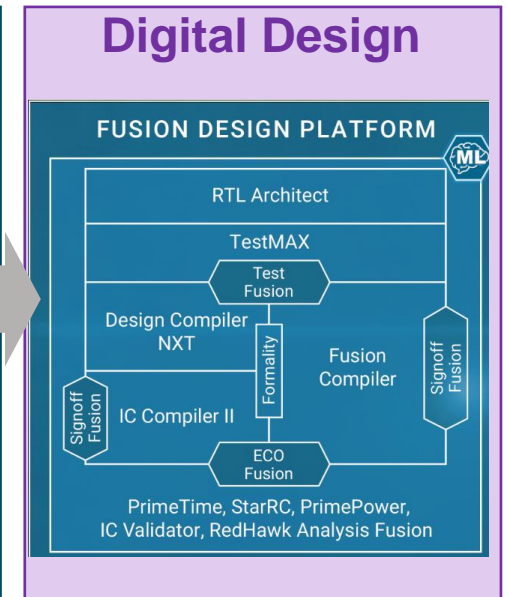 Digital Design
FUSION DESIGN PLATFORM
ML
RTL Architect
TestMAX
Test
Fusion
Design Compiler
NXT
Formality
Fusion
Compiler
Signoff
Fusion
Signoff
Fusion
IC Compiler II
ECO
Fusion
PrimeTime, StarRC, PrimePower,
IC Validator, RedHawk Analysis Fusion